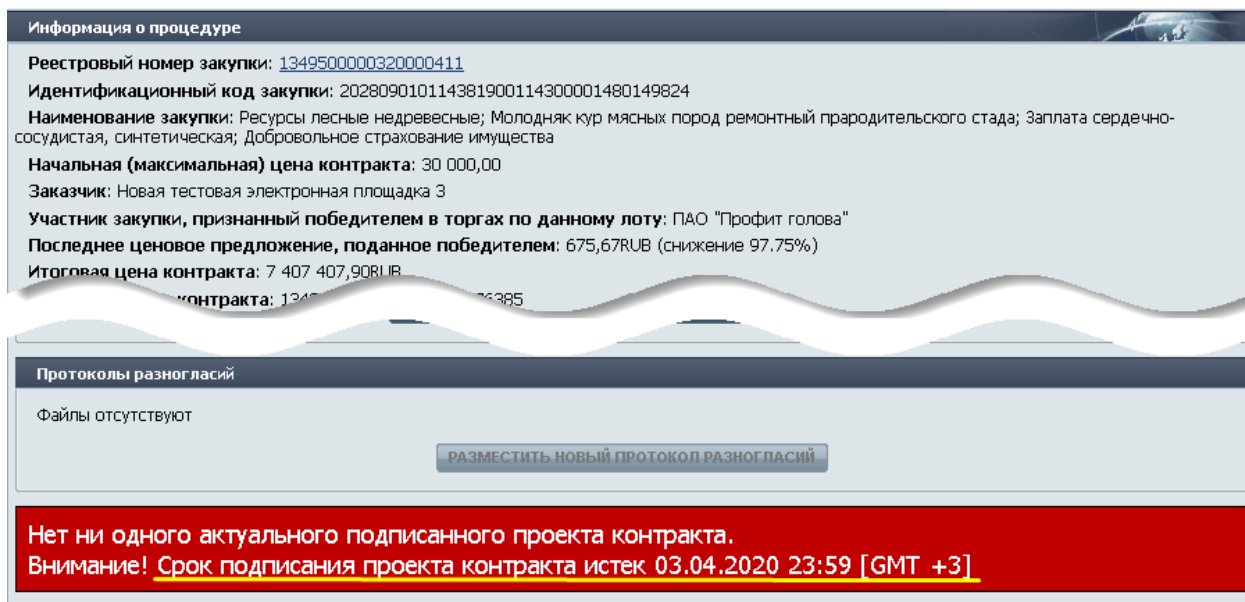 Информация о процедуре
Реестровый номер закупки: 1349500000320000411
Идентификационный код закупки: 202809010114381900114300001480149824
Наименование закупки: Ресурсы лесные недревесные; Молодняк кур мясных пород ремонтный прародительского стада; Заплата сердечно-
сосудистая, синтетическая; Добровольное страхование имущества
Начальная (максимальная) цена контракта: 30 000,00
Заказчик: Новая тестовая электронная площадка 3
Участник закупки, признанный победителем в торгах по данному лоту: ПАО "Профит голова"
Последнее ценовое предложение, поданное победителем: 675,67RUB (снижение 97.75%)
Итоговая цена контракта: 7 407 407,90RUB
контракта:
Протоколы разногласий
Файлы отсутствуют
РАЗМЕСТИТЬ НОВЫЙ ПРОТОКОЛ РАЗНОГЛАСИЙ
Нет ни одного актуального подписанного проекта контракта.
Внимание! Срок подписания проекта контракта истек 03.04.2020 23:59 [GMT +3]